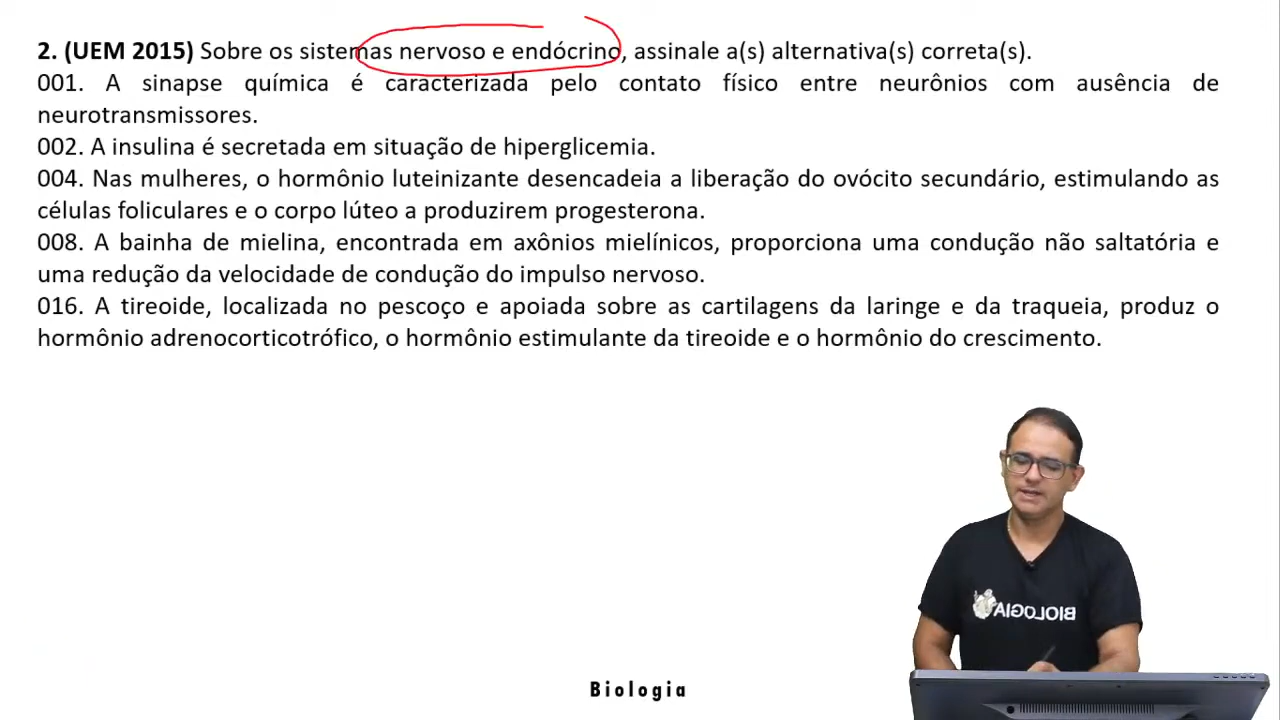 2. (UEM 2015) Sobre os sistemas nervoso e endócrino, assinale a(s) alternativa(s) correta(s).
001. A sinapse química é caracterizada pelo contato físico entre neurônios com ausência de
neurotransmissores.
002. A insulina é secretada em situação de hiperglicemia.
004. Nas mulheres, o hormônio luteinizante desencadeia a liberação do ovócito secundário, estimulando as
células foliculares e o corpo lúteo a produzirem progesterona.
008. A bainha de mielina, encontrada em axônios mielínicos, proporciona uma condução não saltatória e
uma redução da velocidade de condução do impulso nervoso.
016. A tireoide, localizada no pescoço e apoiada sobre as cartilagens da laringe e da traqueia, produz o
hormônio adrenocorticotrófico, o hormônio estimulante da tireoide e o hormônio do crescimento.
BIOLOGIA
Biologia